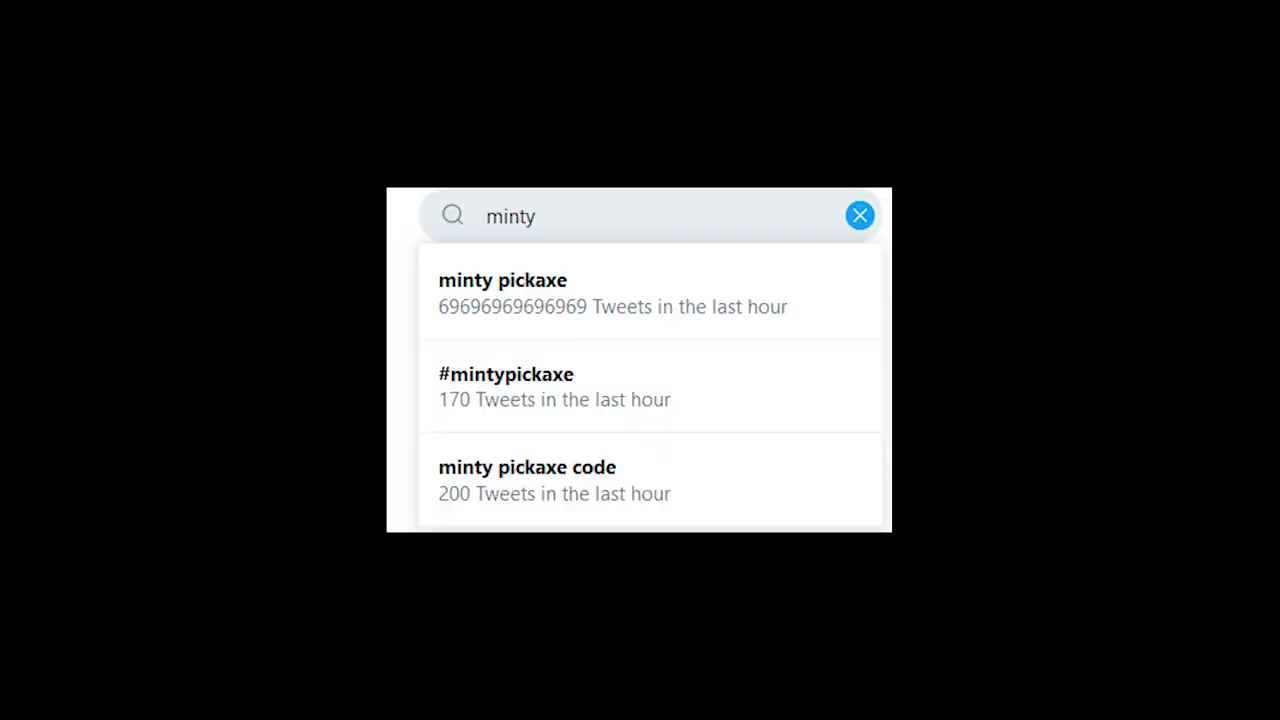 minty
minty pickaxe
69696969696969 Tweets in the last hour
#mintypickaxe
170 Tweets in the last hour
minty pickaxe code
200 Tweets in the last hour